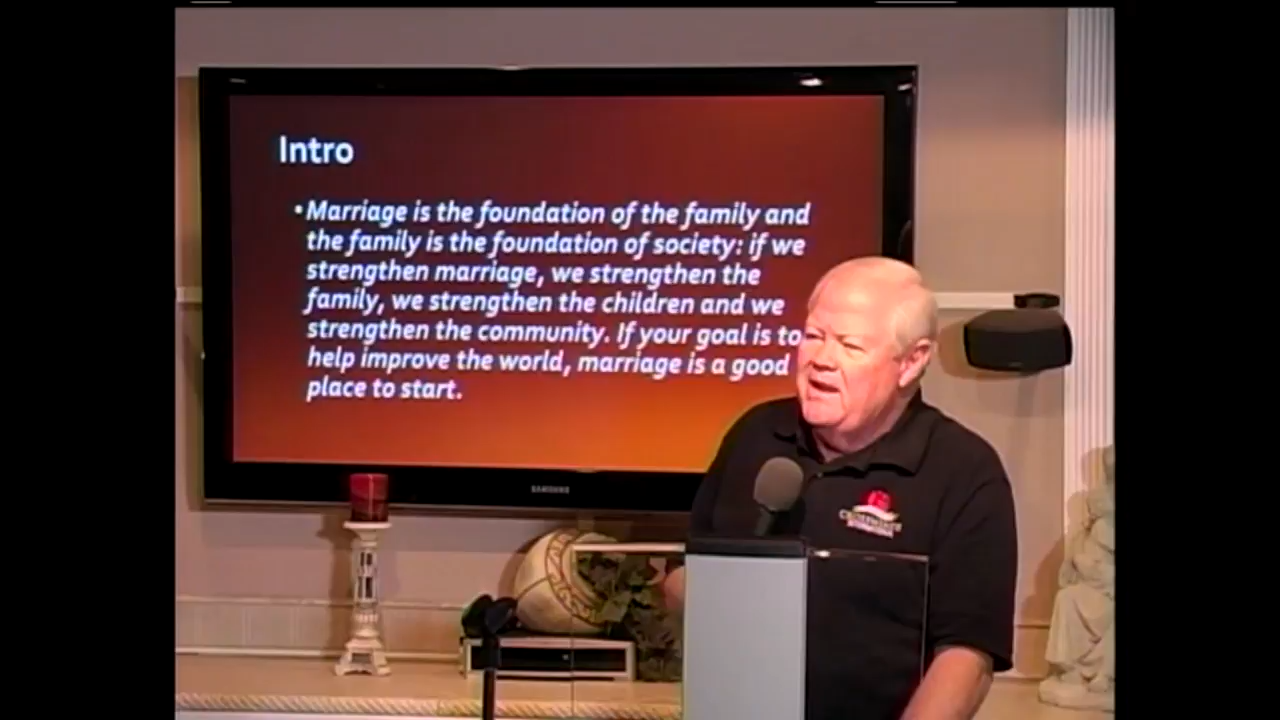 Intro
• Marriage is the foundation of the family and
the family is the foundation of society: if we
strengthen marriage, we strengthen the
family, we strengthen the children and we
strengthen the community. If your goal is to
help improve the world, marriage is a good
place to start.
SAMSUNG